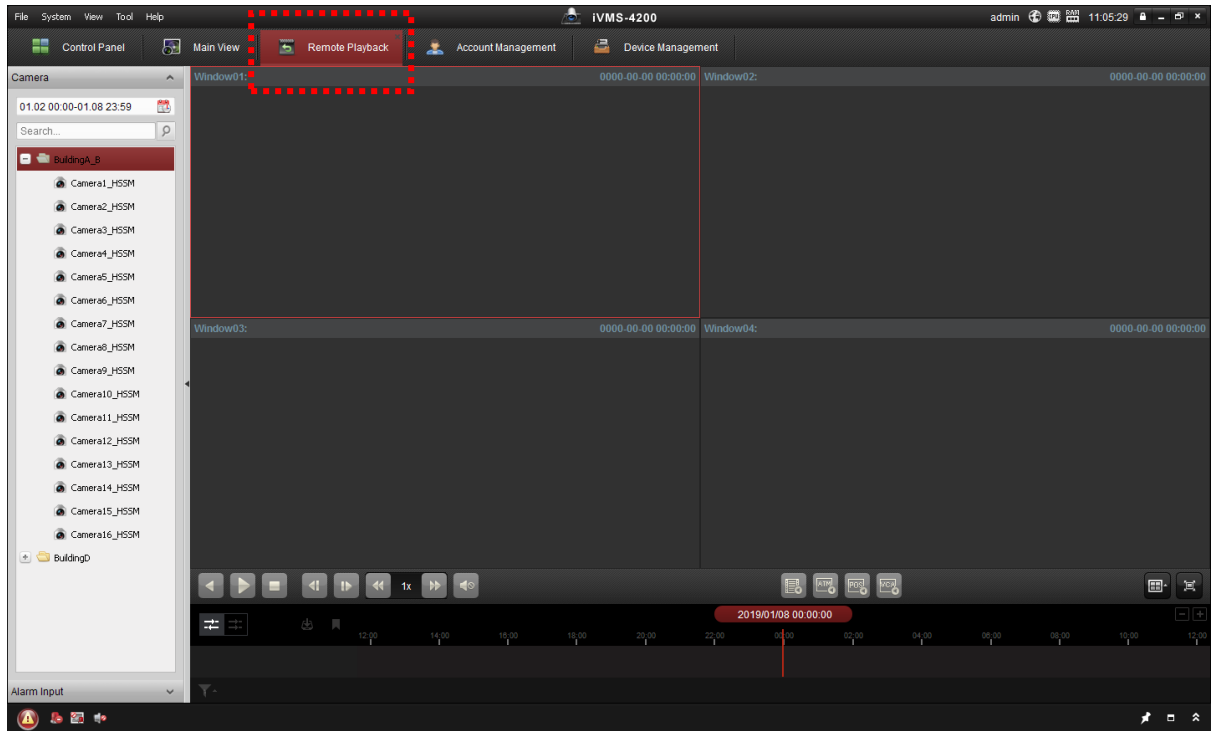 File System View Tool Help iVMS-4200 admin RAM 11:05:29
Control Panel Main View Remote Playback Account Management Device Management
Camera
01.02 00:00-01.08 23:59
Search...
BuildingA_B
Camera1_HSSM
Camera2_HSSM
Camera3_HSSM
Camera4_HSSM
Camera5_HSSM
Camera6_HSSM
Camera7_HSSM
Camera8_HSSM
Camera9_HSSM
Camera10_HSSM
Camera11_HSSM
Camera12_HSSM
Camera13_HSSM
Camera14_HSSM
Camera15_HSSM
Camera16_HSSM
BuildingD
Alarm Input
Window01: 0000-00-00 00:00:00 Window02: 0000-00-00 00:00:00
Window03: 0000-00-00 00:00:00 Window04: 0000-00-00 00:00:00
1x ATM POS VCA
2019/01/08 00:00:00
12:00 14:00 16:00 18:00 20:00 22:00 00:00 02:00 04:00 06:00 08:00 10:00 12:00